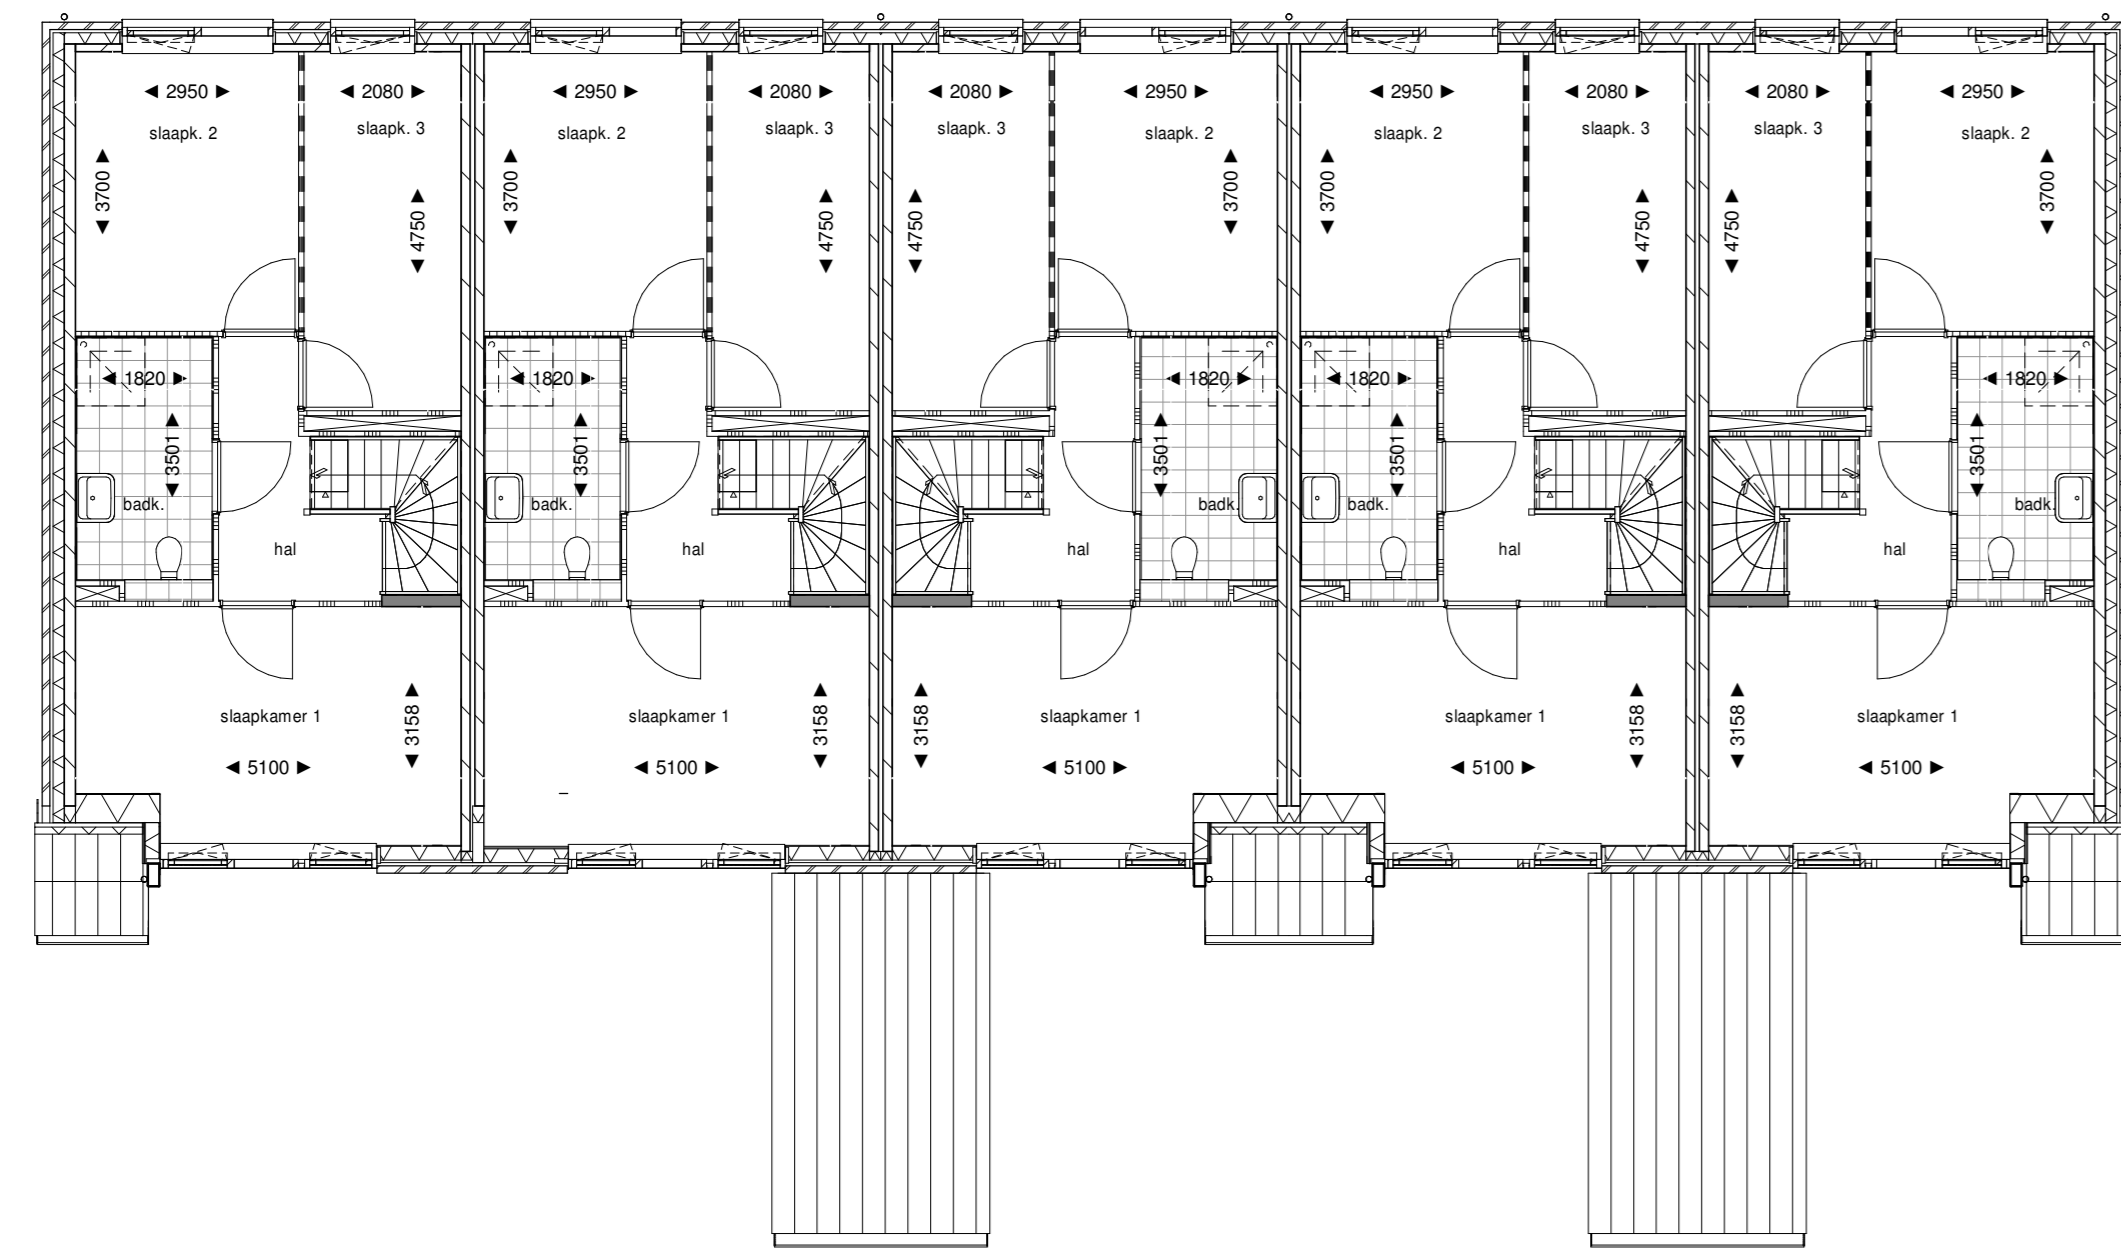 2950 2080 2950 2080 2080 2950 2950 2080 2080 2950
slaapk. 2 slaapk. 3 slaapk. 2 slaapk. 3 slaapk. 3 slaapk. 2 slaapk. 2 slaapk. 3 slaapk. 3 slaapk. 2
3700 3700 3700 3700 3700
4750 4750 4750 4750 4750
1820 1820 1820 1820 1820
3501 3501 3501 3501 3501
badk. badk. badk. badk. badk.
hal hal hal hal hal
slaapkamer 1 slaapkamer 1 slaapkamer 1 slaapkamer 1 slaapkamer 1
3158 3158 3158 3158 3158
5100 5100 5100 5100 5100